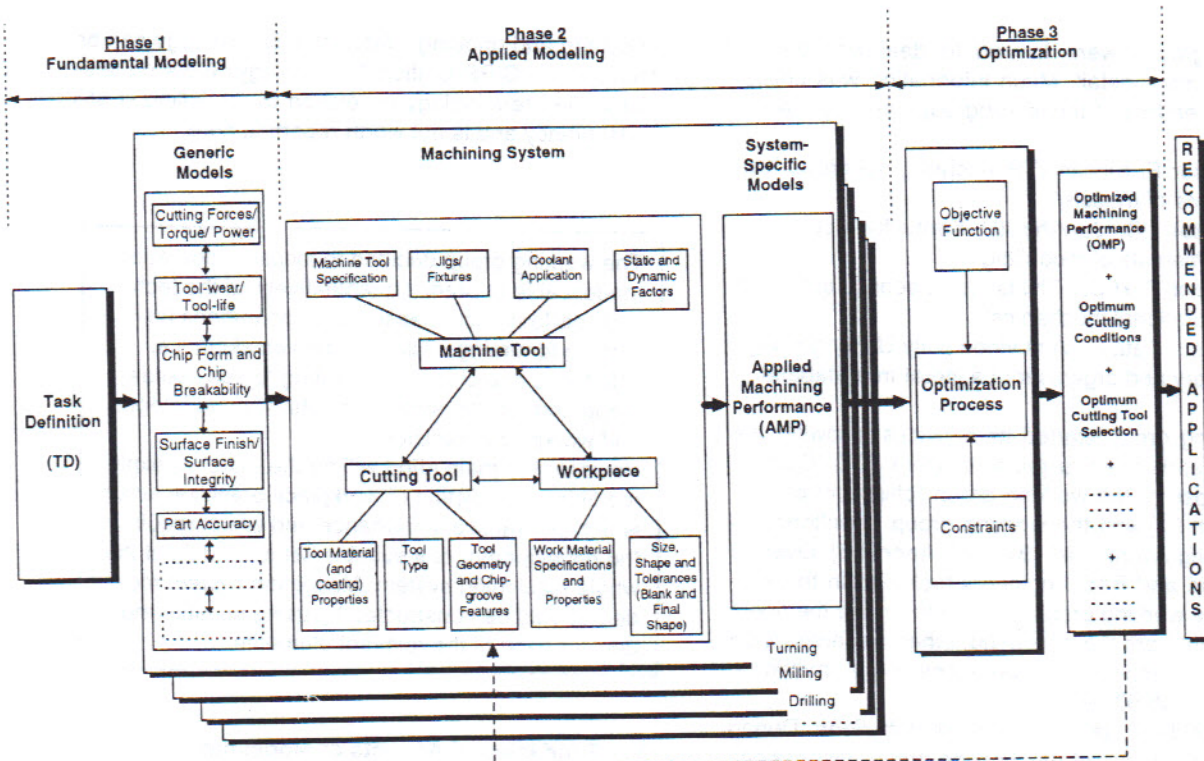 Phase 1
Fundamental Modeling
Phase 2
Applied Modeling
Phase 3
Optimization
Task
Definition
(TD)
Generic
Models
Cutting Forces/
Torque/ Power
Tool-wear/
Tool-life
Chip Form and
Chip
Breakability
Surface Finish/
Surface
Integrity
Part Accuracy
Machining System
Machine Tool
Specification
Jigs/
Fixtures
Coolant
Application
Static and
Dynamic
Factors
Machine Tool
Cutting Tool
Workpiece
Tool Material
(and
Coating)
Properties
Tool
Type
Tool
Geometry
and Chip-
groove
Features
Work Material
Specifications
and
Properties
Size,
Shape and
Tolerances
(Blank and
Final
Shape)
System-
Specific
Models
Applied
Machining
Performance
(AMP)
Turning
Milling
Drilling
Objective
Function
Optimization
Process
Constraints
Optimized
Machining
Performance
(OMP)
+
Optimum
Cutting
Conditions
+
Optimum
Cutting Tool
Selection
+
+
RECOMMENDED APPLICATIONS